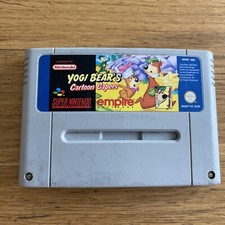 Nintendo
YOGI BEAR'S
Cartoon Capers
SUPER NINTENDO
empire